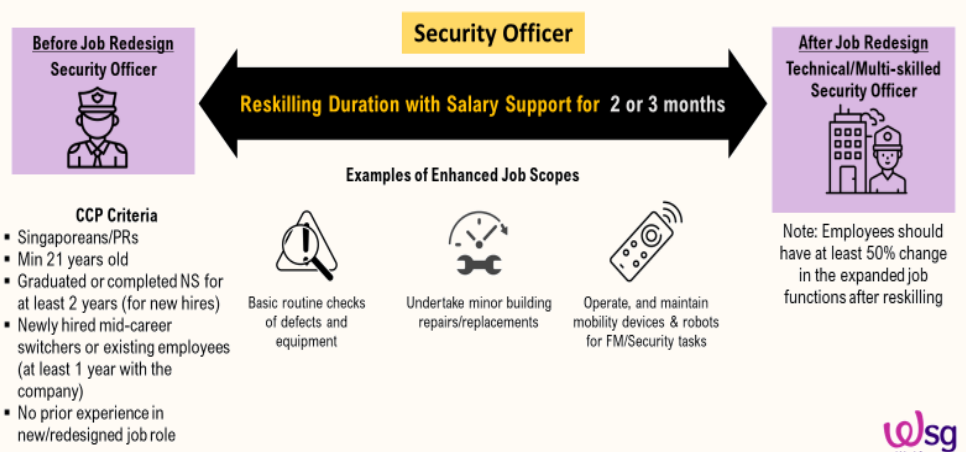 Security Officer
Before Job Redesign
Security Officer
Reskilling Duration with Salary Support for 2 or 3 months
After Job Redesign
Technical/Multi-skilled
Security Officer
Examples of Enhanced Job Scopes
CCP Criteria
▪ Singaporeans/PRs
▪ Min 21 years old
▪ Graduated or completed NS for
at least 2 years (for new hires)
▪ Newly hired mid-career
switchers or existing employees
(at least 1 year with the
company)
▪ No prior experience in
new/redesigned job role
Basic routine checks
of defects and
equipment
Undertake minor building
repairs/replacements
Operate, and maintain
mobility devices & robots
for FM/Security tasks
Note: Employees should
have at least 50% change
in the expanded job
functions after reskilling
wsg